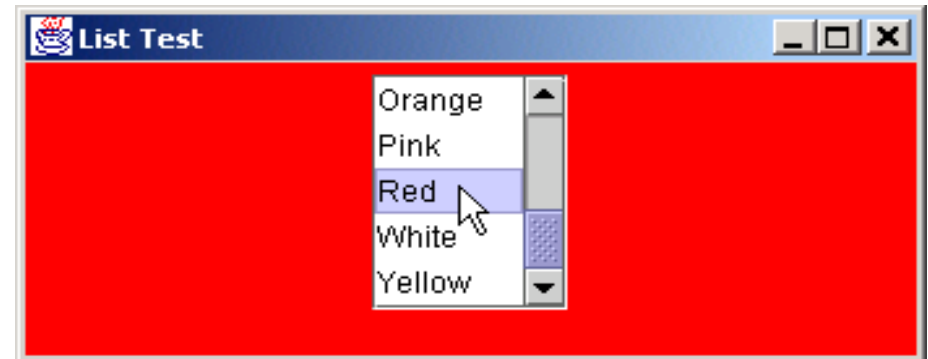 List Test
Orange
Pink
Red
White
Yellow